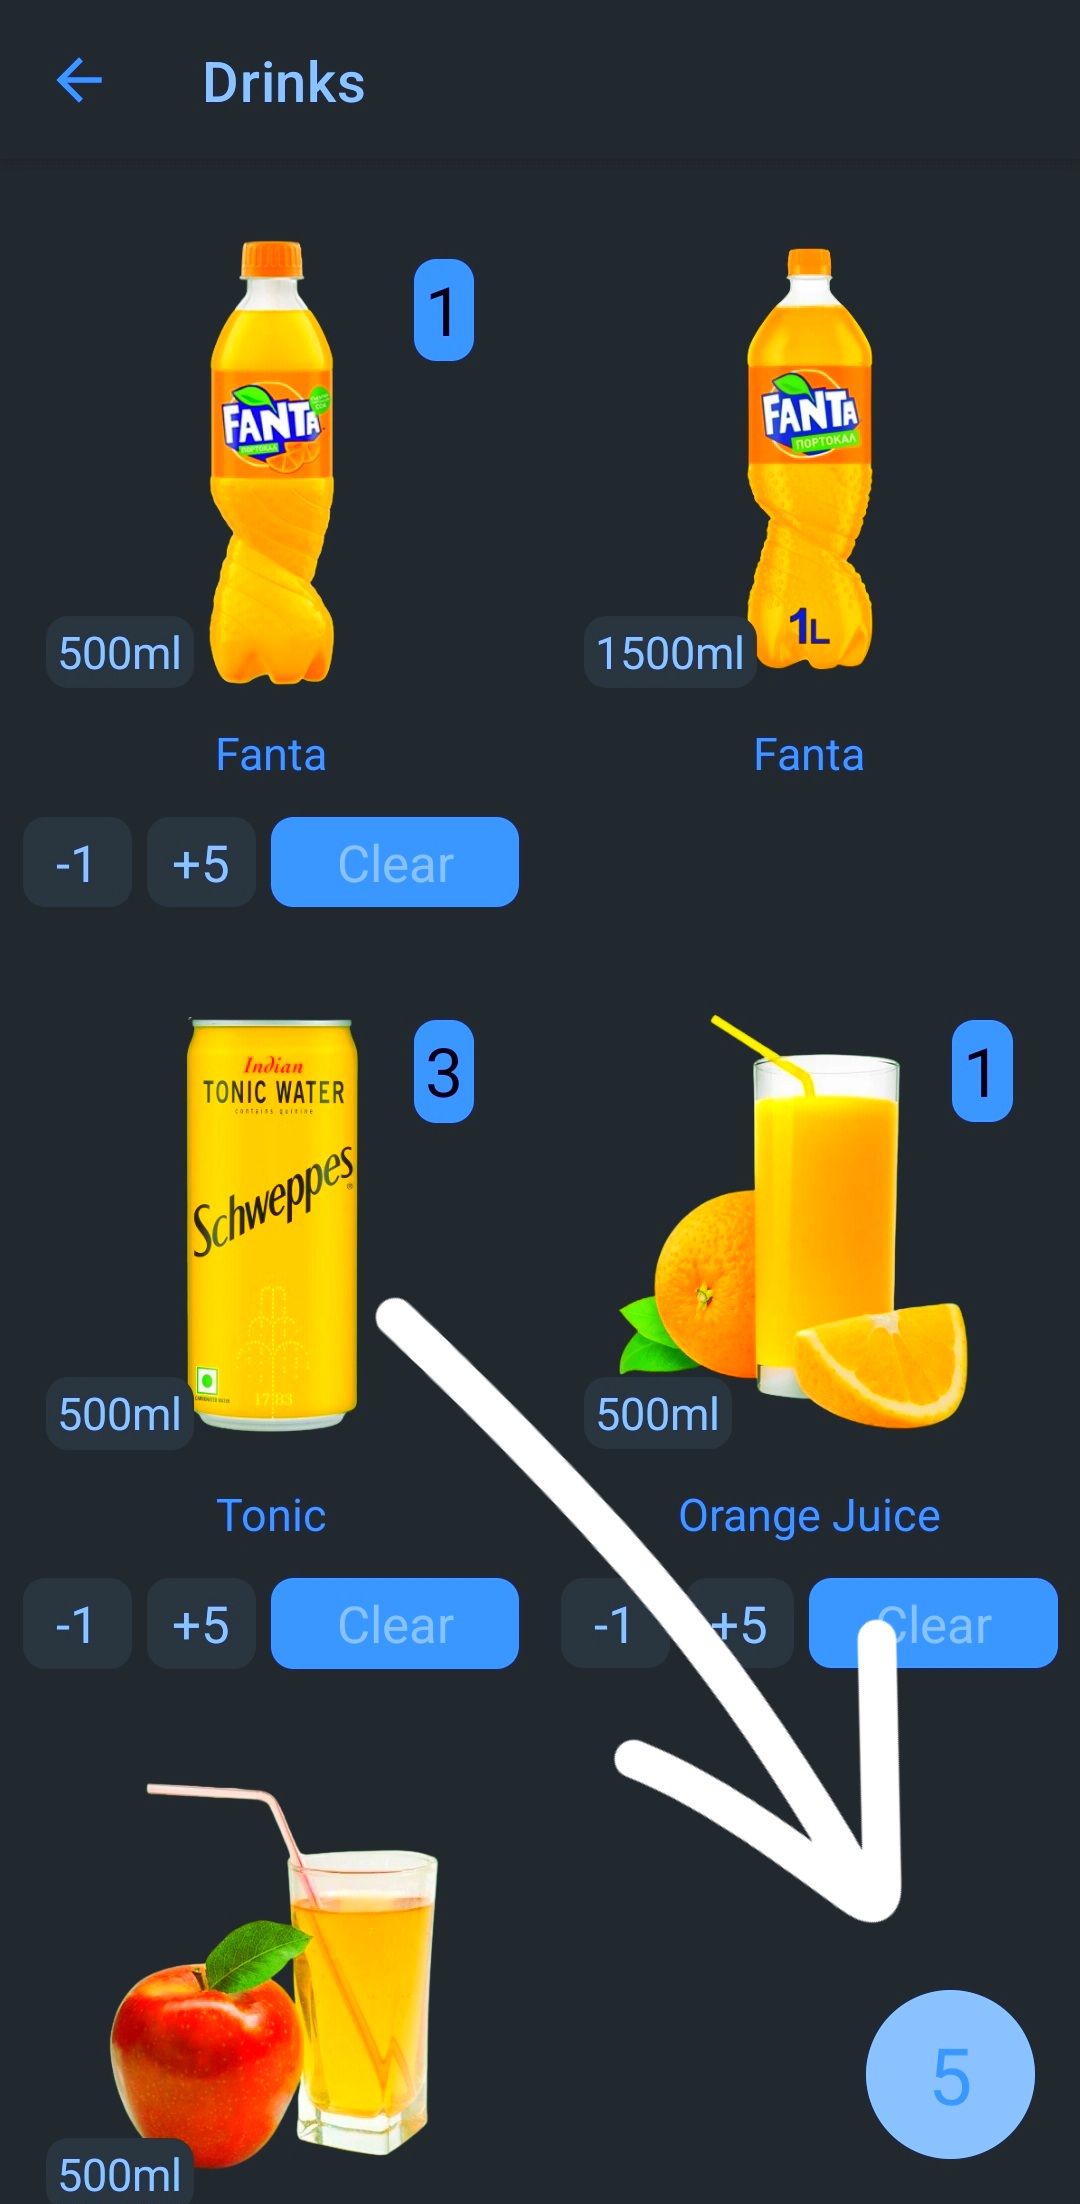 Drinks
1
FANTA
ПОРТОКАЛ
500ml
Fanta
-1 +5 Clear
FANTA
ПОРТОКАЛ
1L
1500ml
Fanta
3
Indian
TONIC WATER
contains quinine
Schweppes
1783
500ml
Tonic
-1 +5 Clear
1
500ml
Orange Juice
-1 +5 Clear
500ml
5